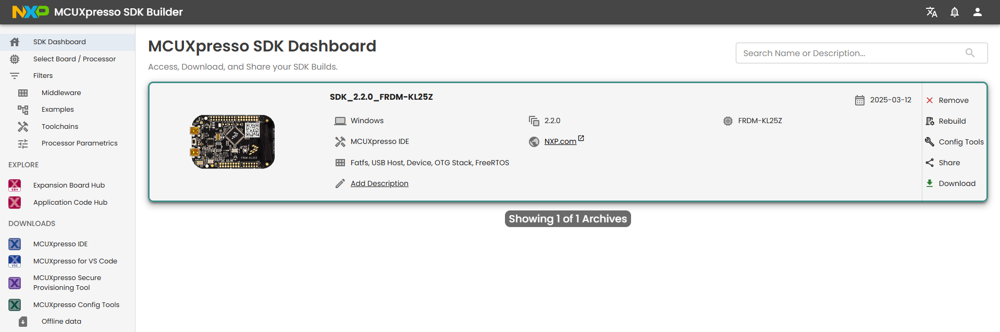 NXP MCUXpresso SDK Builder
SDK Dashboard
Select Board / Processor
Filters
Middleware
Examples
Toolchains
Processor Parametrics
EXPLORE
EBH
Expansion Board Hub
Application Code Hub
DOWNLOADS
MCUXpresso IDE
VSC
MCUXpresso for VS Code
MCUXpresso Secure
Provisioning Tool
MCUXpresso Config Tools
Offline data
MCUXpresso SDK Dashboard
Access, Download, and Share your SDK Builds.
Search Name or Description...
SDK_2.2.0_FRDM-KL25Z
2025-03-12
Windows
2.2.0
FRDM-KL25Z
MCUXpresso IDE
NXP.com
Fatfs, USB Host, Device, OTG Stack, FreeRTOS
Add Description
FRDM-KL25Z
Remove
Rebuild
Config Tools
Share
Download
Showing 1 of 1 Archives